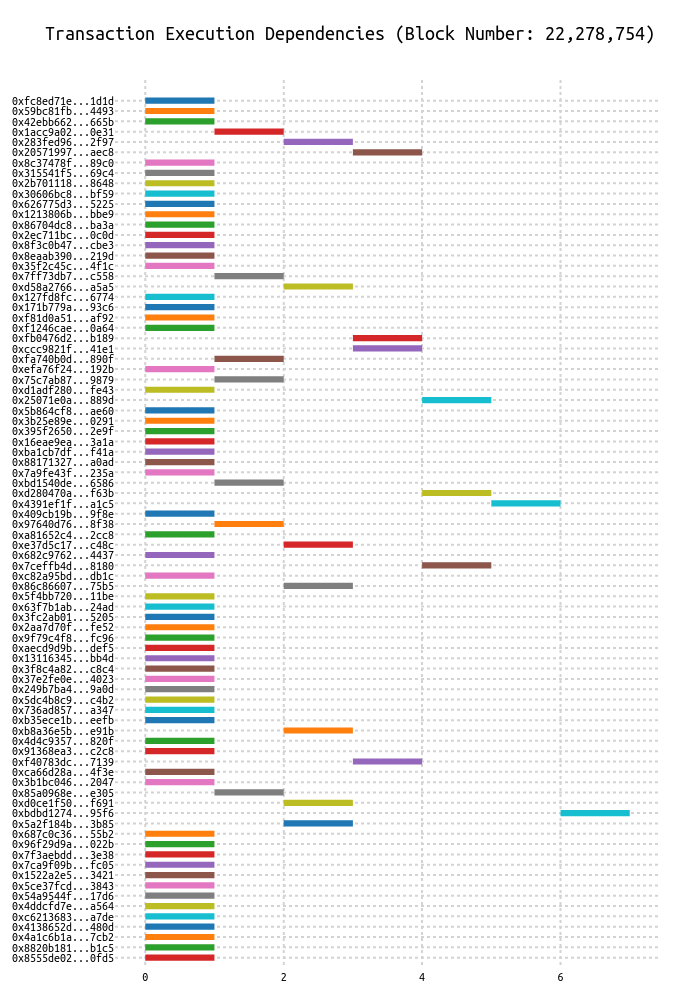 Transaction Execution Dependencies (Block Number: 22,278,754)
0xfc8ed71e...1d1d
0x59bc81fb...4493
0x42ebb662...665b
0x1acc9a02...0e31
0x283fed96...2f97
0x20571997...aec8
0x8c37478f...89c0
0x315541f5...69c4
0x2b701118...8648
0x30606bc8...bf59
0x626775d3...5225
0x1213806b...bbe9
0x86704dc8...ba3a
0x2ec711bc...0c0d
0x8f3c0b47...cbe3
0x8eaab390...219d
0x35f2c45c...4f1c
0x7ff73db7...c558
0xd58a2766...a5a5
0x127fd8fc...6774
0x171b779a...93c6
0xf81d0a51...af92
0xf1246cae...0a64
0xfb0476d2...b189
0xccc9821f...41e1
0xfa740b0d...890f
0xefa76f24...192b
0x75c7ab87...9879
0xd1adf280...fe43
0x25071e0a...889d
0x5b864cf8...ae60
0x3b25e89e...0291
0x395f2650...2e9f
0x16eae9ea...3a1a
0xba1cb7df...f41a
0x88171327...a0ad
0x7a9fe43f...235a
0xbd1540de...6586
0xd280470a...f63b
0x4391ef1f...a1c5
0x409cb19b...9f8e
0x97640d76...8f38
0xa81652c4...2cc8
0xe37d5c17...c48c
0x682c9762...4437
0x7ceffb4d...8180
0xc82a95bd...db1c
0x86c86607...75b5
0x5f4bb720...11be
0x63f7b1ab...24ad
0x3fc2ab01...5205
0x2aa7d70f...fe52
0x9f79c4f8...fc96
0xaecd9d9b...def5
0x13116345...bb4d
0x3f8c4a82...c8c4
0x37e2fe0e...4023
0x249b7ba4...9a0d
0x5dc4b8c9...c4b2
0x736ad857...a347
0xb35ece1b...eefb
0xb8a36e5b...e91b
0x4d4c9357...820f
0x91368ea3...c2c8
0xf40783dc...7139
0xca66d28a...4f3e
0x3b1bc046...2047
0x85a0968e...e305
0xd0ce1f50...f691
0xbdbd1274...95f6
0x5a2f184b...3b85
0x687c0c36...55b2
0x96f29d9a...022b
0x7f3aebdd...3e38
0x7ca9f09b...fc05
0x1522a2e5...3421
0x5ce37fcd...3843
0x54a9544f...17d6
0x4ddcfd7e...a564
0xc6213683...a7de
0x4138652d...480d
0x4a1c6b1a...7cb2
0x8820b181...b1c5
0x8555de02...0fd5
0 2 4 6